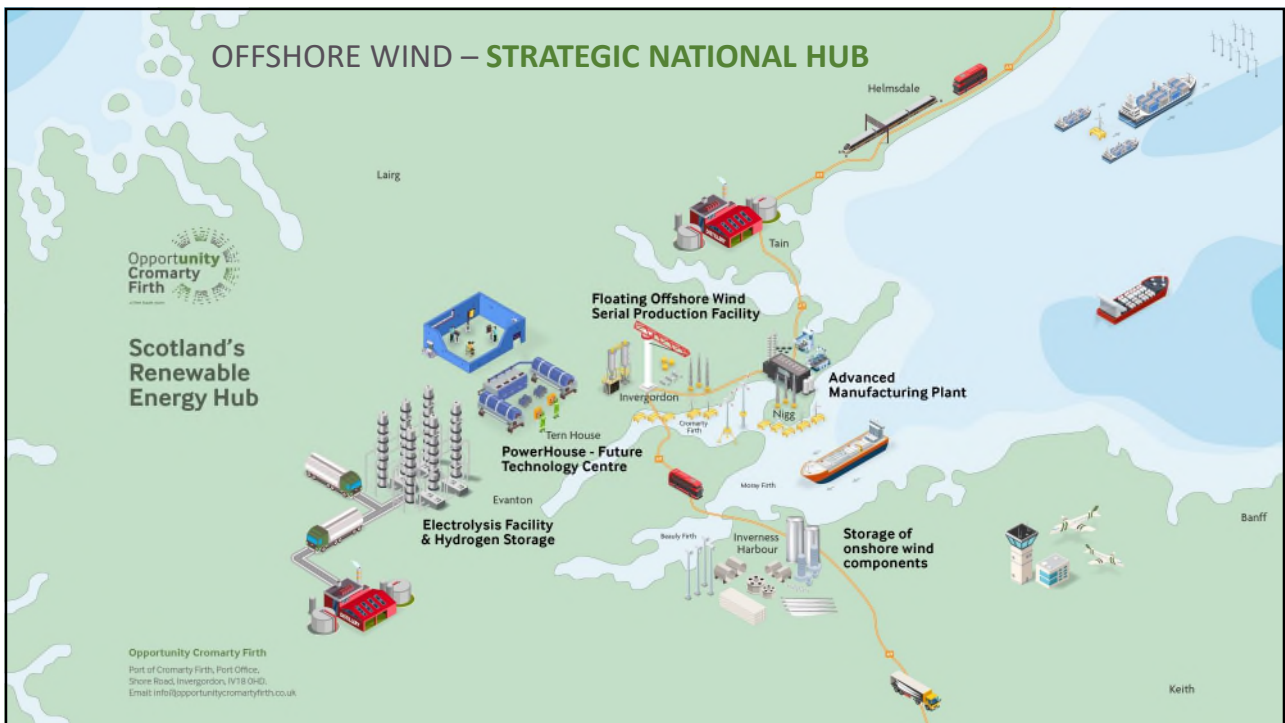 OFFSHORE WIND – STRATEGIC NATIONAL HUB
Helmsdale
Lairg
Tain
Opportunity
Cromarty
Firth
Scotland's
Renewable
Energy Hub
Floating Offshore Wind
Serial Production Facility
Invergordon
Cromarty
Firth
Nigg
Advanced
Manufacturing Plant
Tern House
PowerHouse - Future
Technology Centre
Evanton
Electrolysis Facility
& Hydrogen Storage
Moray Firth
Beauly Firth
Inverness
Harbour
Storage of
onshore wind
components
Banff
Keith
Opportunity Cromarty Firth
Port of Cromarty Firth, Port Office,
Shore Road, Invergordon, IV18 0HD.
Email: info@opportunitycromartyfirth.co.uk